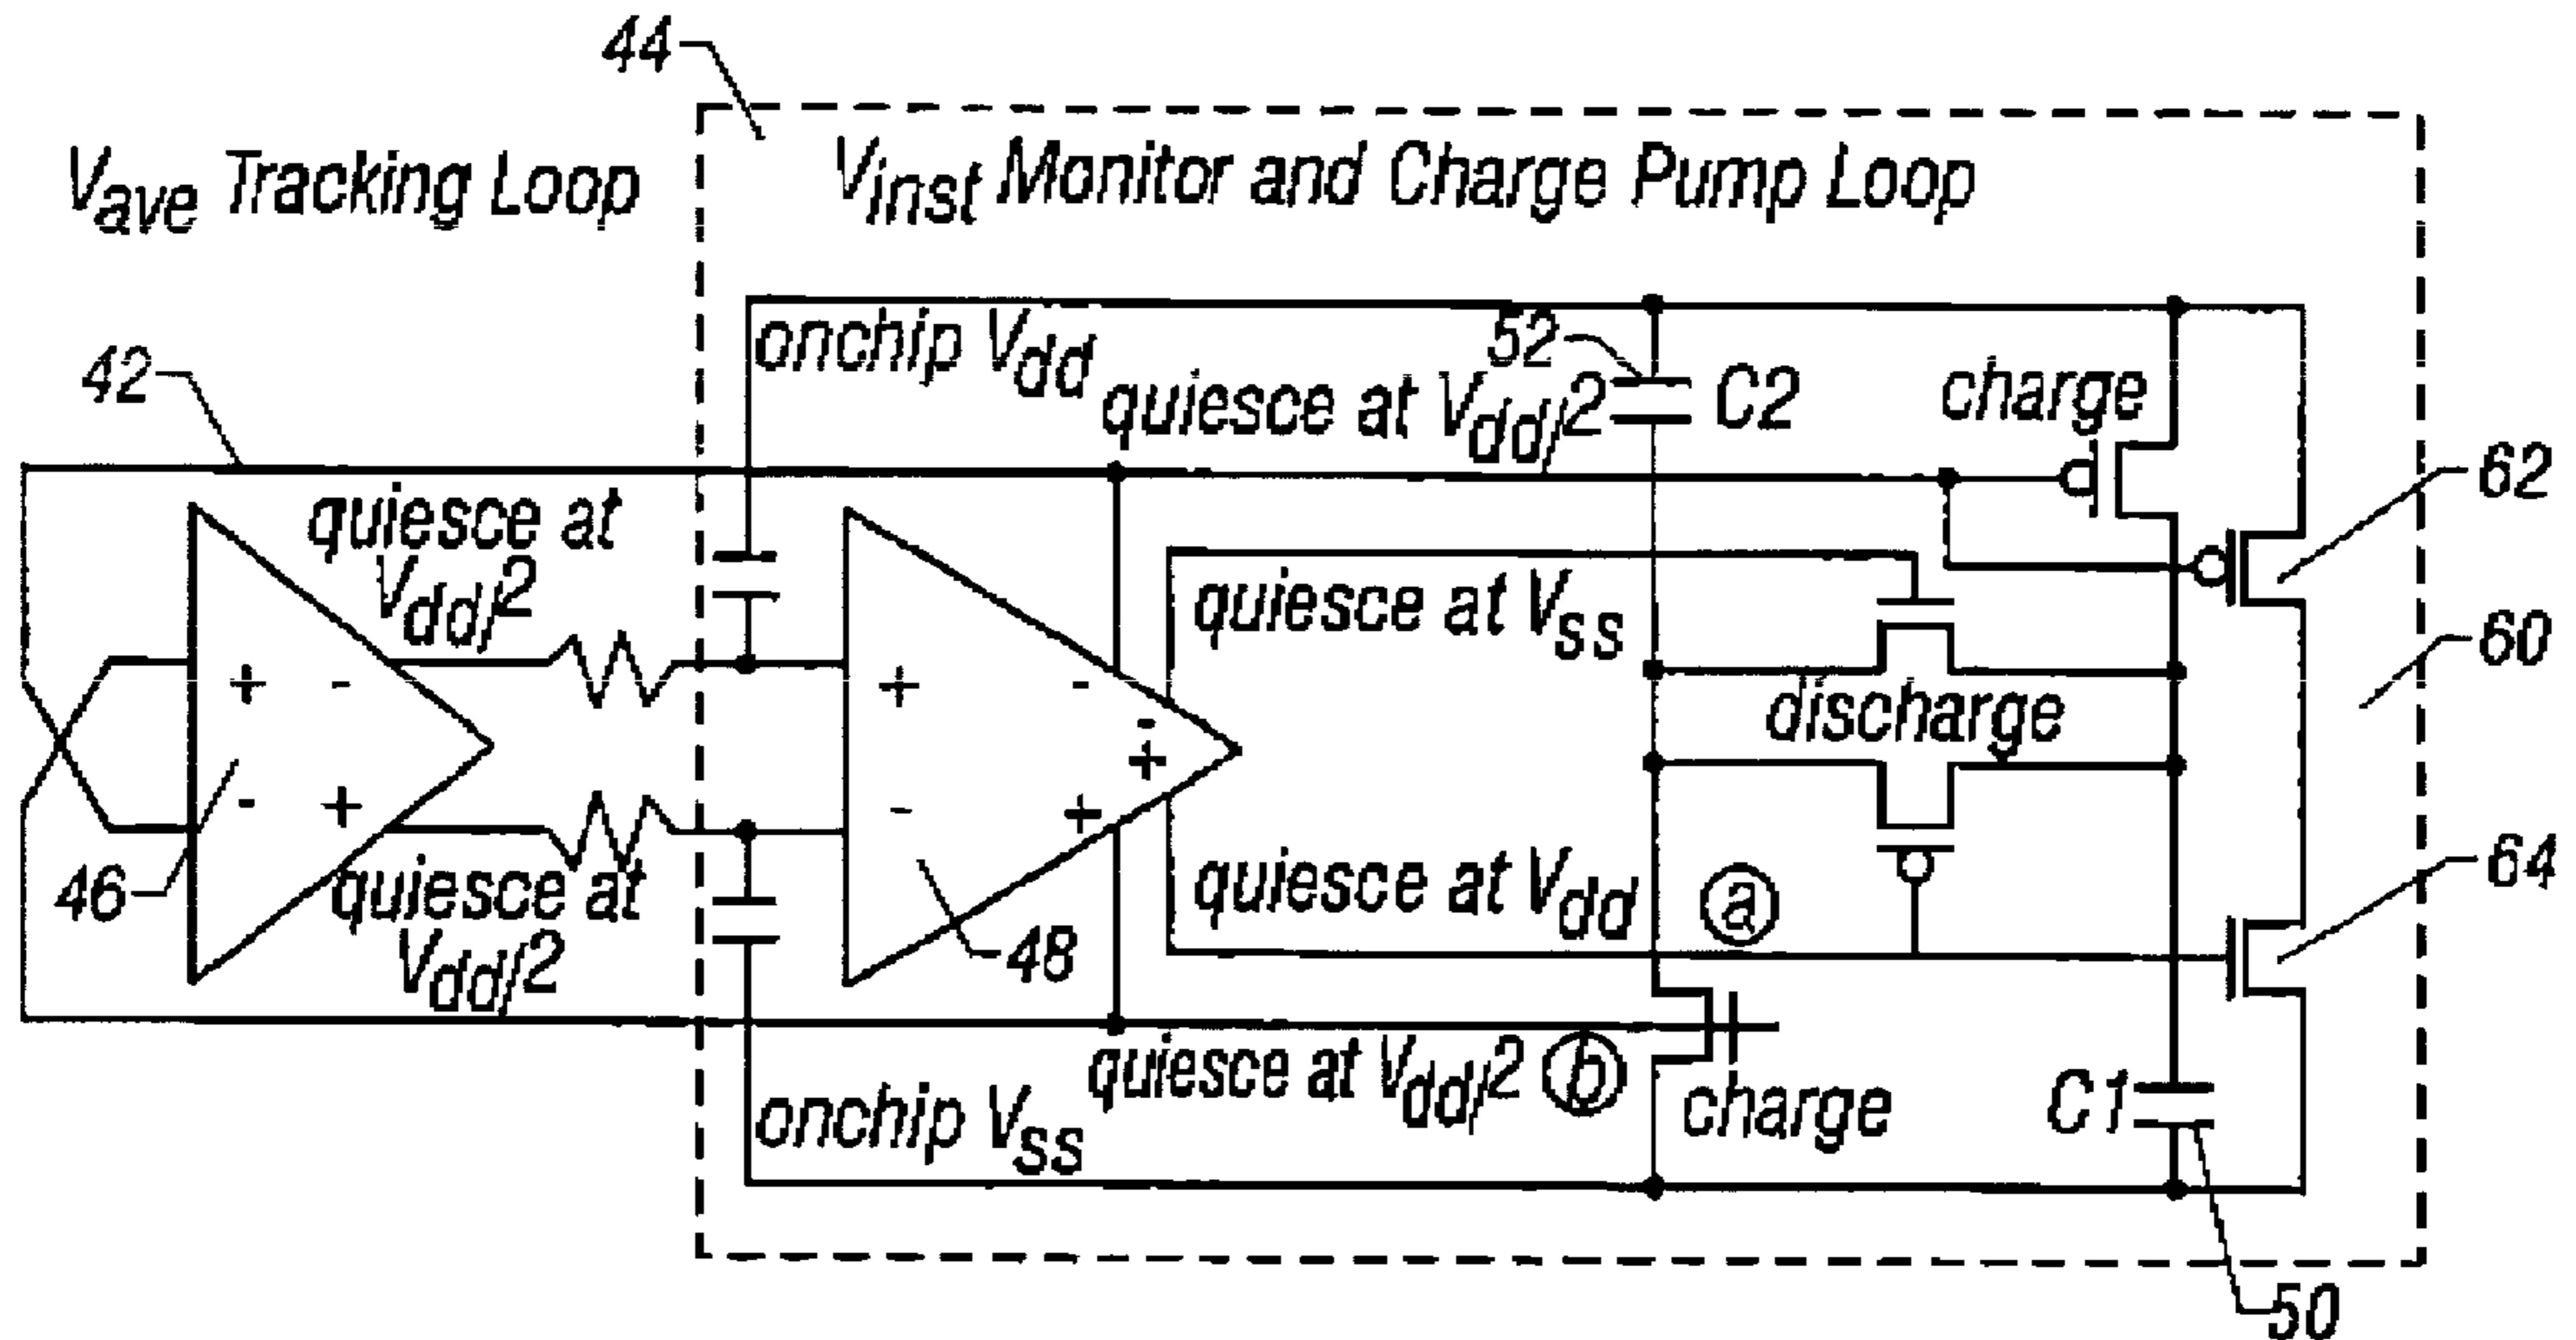 44
Vave Tracking Loop
Vinst Monitor and Charge Pump Loop
42
onchip Vdd
52
C2
charge
quiesce at Vdd/2
62
quiesce at
Vdd/2
+ -
- +
46
quiesce at
Vdd/2
+ -
-
+
- +
48
quiesce at Vss
discharge
60
quiesce at Vdd
a
64
quiesce at Vdd/2 b
charge
C1
onchip Vss
50